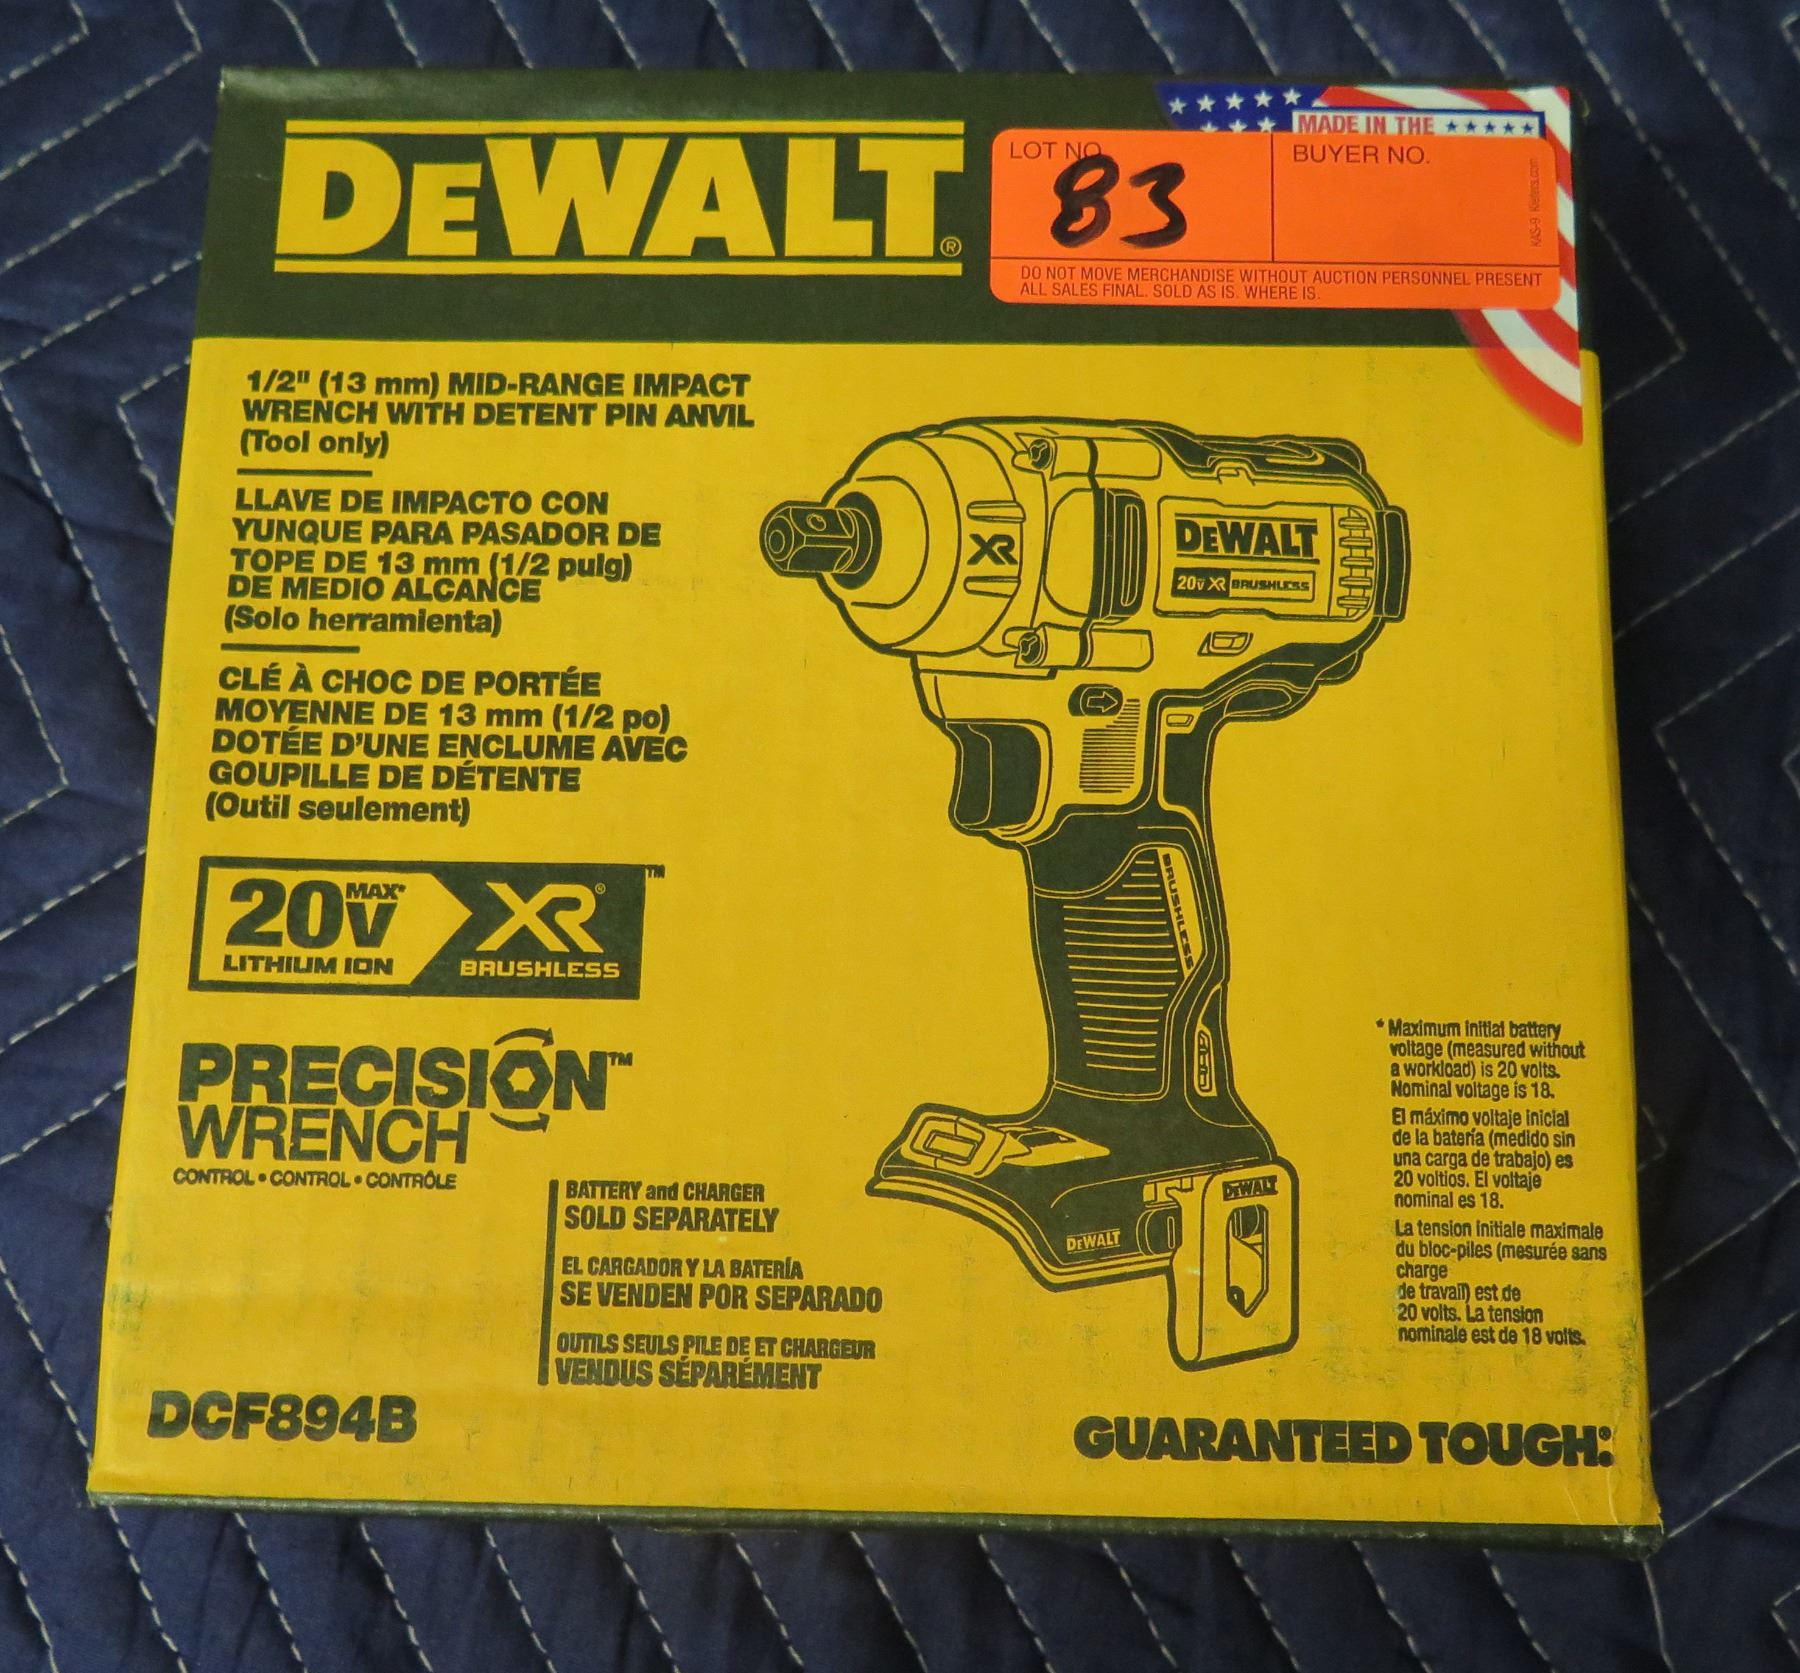 DEWALT®
MADE IN THE
LOT NO.
83
BUYER NO.
KAS-9 Kiefers.com
DO NOT MOVE MERCHANDISE WITHOUT AUCTION PERSONNEL PRESENT
ALL SALES FINAL. SOLD AS IS. WHERE IS.
1/2" (13 mm) MID-RANGE IMPACT
WRENCH WITH DETENT PIN ANVIL
(Tool only)
LLAVE DE IMPACTO CON
YUNQUE PARA PASADOR DE
TOPE DE 13 mm (1/2 pulg)
DE MEDIO ALCANCE
(Solo herramienta)
CLÉ À CHOC DE PORTÉE
MOYENNE DE 13 mm (1/2 po)
DOTÉE D'UNE ENCLUME AVEC
GOUPILLE DE DÉTENTE
(Outil seulement)
XR
DEWALT
20V XR BRUSHLESS
BRUSHLESS
DEWALT
DEWALT
20V MAX* XR®™
LITHIUM ION BRUSHLESS
PRECISION™
WRENCH
CONTROL • CONTROL • CONTRÔLE
BATTERY and CHARGER
SOLD SEPARATELY
EL CARGADOR Y LA BATERÍA
SE VENDEN POR SEPARADO
OUTILS SEULS PILE DE ET CHARGEUR
VENDUS SÉPARÉMENT
* Maximum initial battery
voltage (measured without
a workload) is 20 volts.
Nominal voltage is 18.
El máximo voltaje inicial
de la batería (medido sin
una carga de trabajo) es
20 voltios. El voltaje
nominal es 18.
La tension initiale maximale
du bloc-piles (mesurée sans
charge
de travail) est de
20 volts. La tension
nominale est de 18 volts.
DCF894B
GUARANTEED TOUGH.®